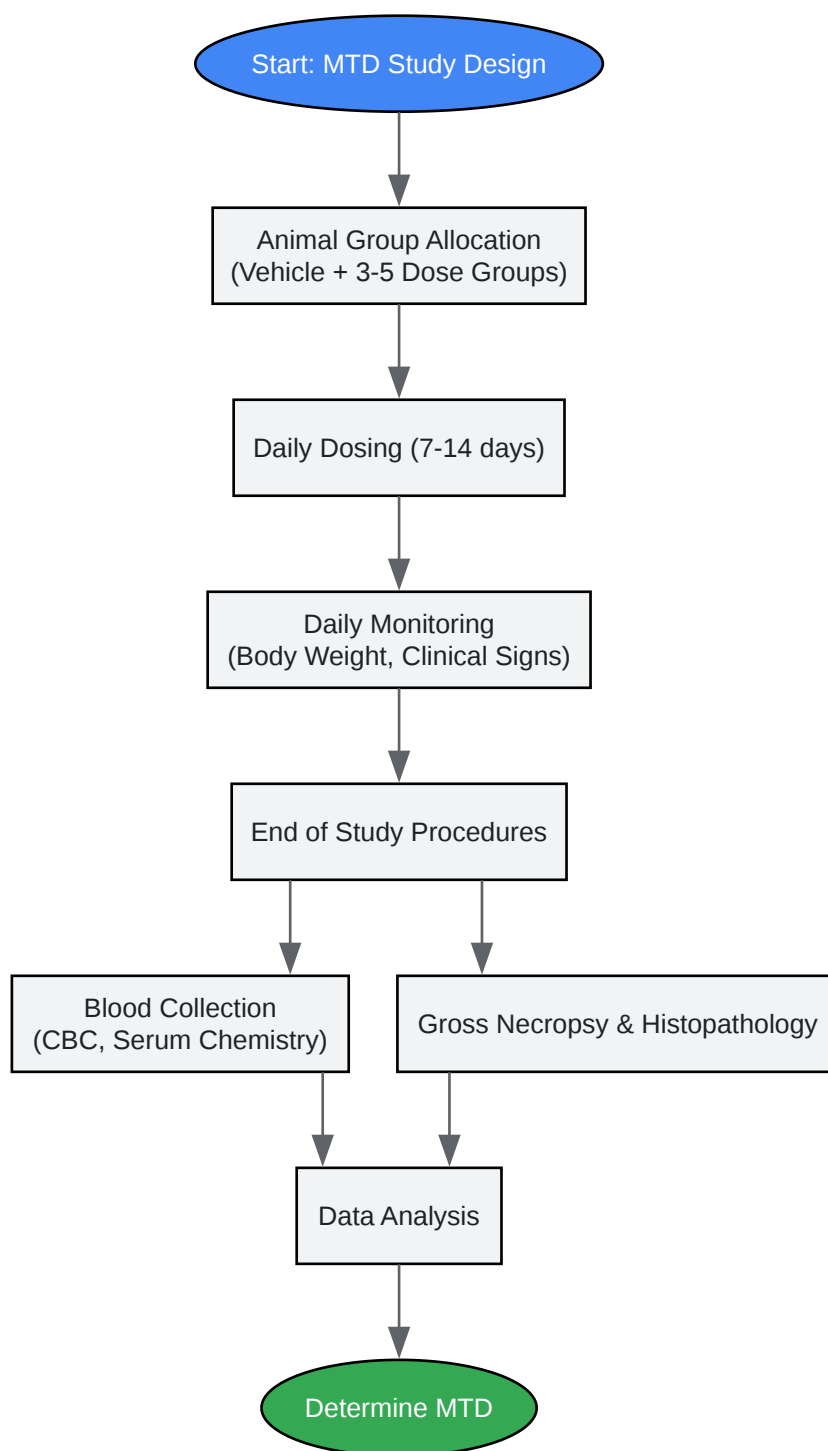 Start: MTD Study Design
Animal Group Allocation
(Vehicle + 3-5 Dose Groups)
Daily Dosing (7-14 days)
Daily Monitoring
(Body Weight, Clinical Signs)
End of Study Procedures
Blood Collection
(CBC, Serum Chemistry)
Gross Necropsy & Histopathology
Data Analysis
Determine MTD